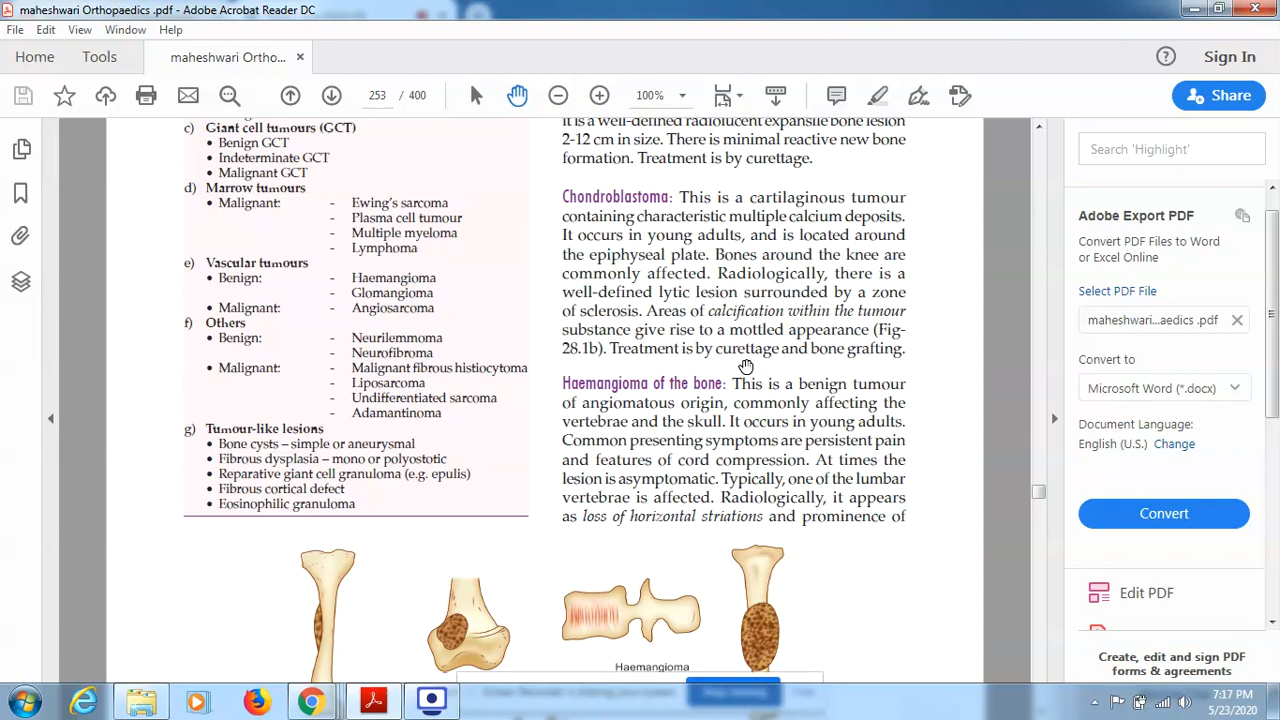 maheshwari Orthopaedics .pdf - Adobe Acrobat Reader DC
File Edit View Window Help
Home Tools maheshwari Ortho... × Sign In
253 / 400 100% Share
c) Giant cell tumours (GCT)
• Benign GCT
• Indeterminate GCT
• Malignant GCT
d) Marrow tumours
• Malignant: - Ewing's sarcoma
- Plasma cell tumour
- Multiple myeloma
- Lymphoma
e) Vascular tumours
• Benign: - Haemangioma
- Glomangioma
• Malignant: - Angiosarcoma
f) Others
• Benign: - Neurilemmoma
- Neurofibroma
• Malignant: - Malignant fibrous histiocytoma
- Liposarcoma
- Undifferentiated sarcoma
- Adamantinoma
g) Tumour-like lesions
• Bone cysts – simple or aneurysmal
• Fibrous dysplasia – mono or polyostotic
• Reparative giant cell granuloma (e.g. epulis)
• Fibrous cortical defect
• Eosinophilic granuloma
It is a well-defined radiolucent expansile bone lesion
2-12 cm in size. There is minimal reactive new bone
formation. Treatment is by curettage.
Chondroblastoma: This is a cartilaginous tumour
containing characteristic multiple calcium deposits.
It occurs in young adults, and is located around
the epiphyseal plate. Bones around the knee are
commonly affected. Radiologically, there is a
well-defined lytic lesion surrounded by a zone
of sclerosis. Areas of calcification within the tumour
substance give rise to a mottled appearance (Fig-
28.1b). Treatment is by curettage and bone grafting.
Haemangioma of the bone: This is a benign tumour
of angiomatous origin, commonly affecting the
vertebrae and the skull. It occurs in young adults.
Common presenting symptoms are persistent pain
and features of cord compression. At times the
lesion is asymptomatic. Typically, one of the lumbar
vertebrae is affected. Radiologically, it appears
as loss of horizontal striations and prominence of
Haemangioma
Search 'Highlight'
Adobe Export PDF
Convert PDF Files to Word
or Excel Online
Select PDF File
maheshwari...aedics .pdf
Convert to
Microsoft Word (*.docx)
Document Language:
English (U.S.) Change
Convert
Edit PDF
Create, edit and sign PDF
forms & agreements
7:17 PM
5/23/2020